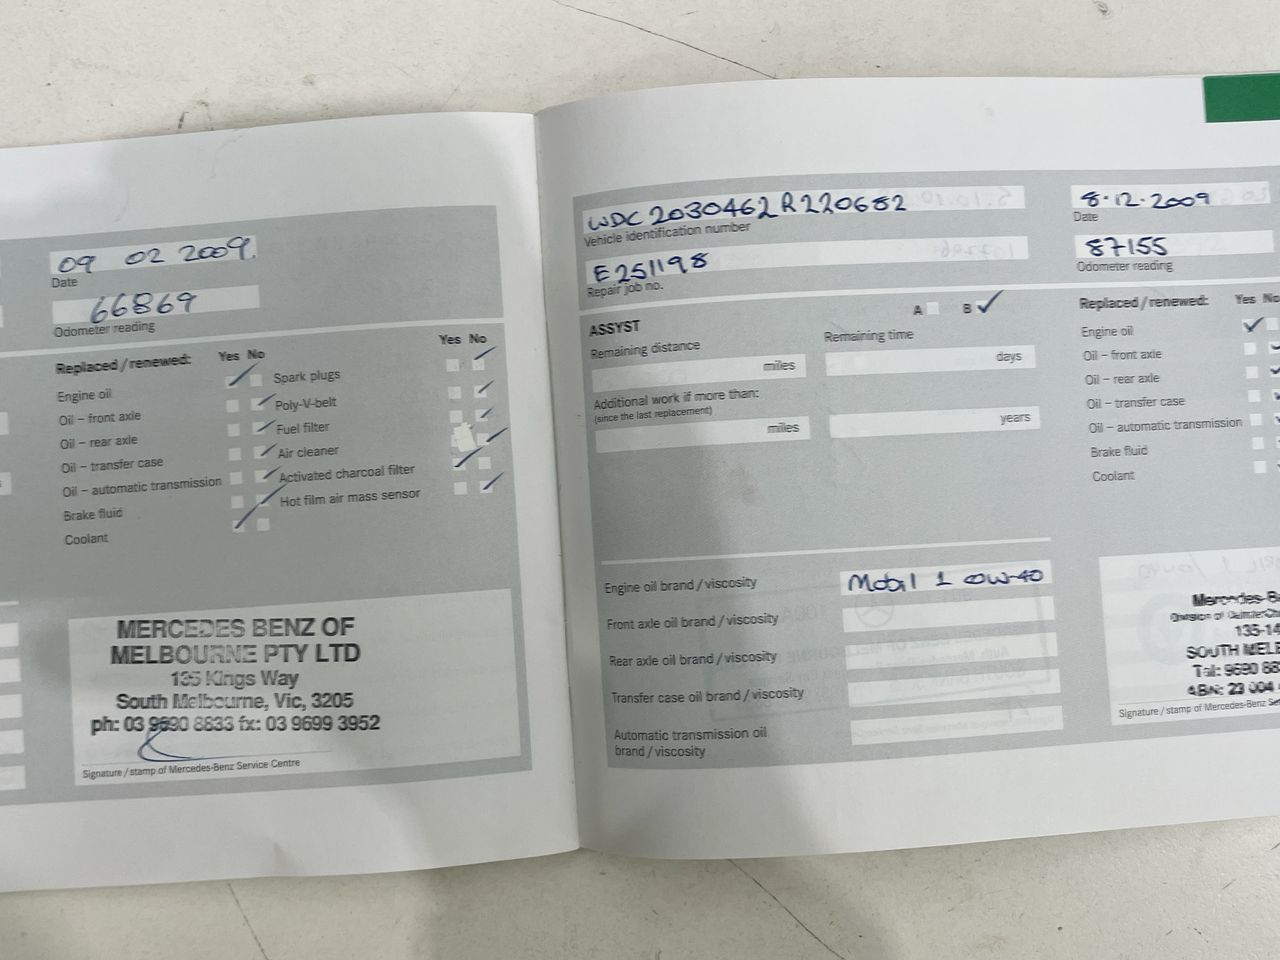 09 02 2009.
Date
66869
Odometer reading
Replaced / renewed: Yes No
Yes No
Engine oil
Spark plugs
Oil – front axle
Poly-V-belt
Oil – rear axle
Fuel filter
Oil – transfer case
Air cleaner
Oil – automatic transmission
Activated charcoal filter
Brake fluid
Hot film air mass sensor
Coolant
MERCEDES BENZ OF
MELBOURNE PTY LTD
135 Kings Way
South Melbourne, Vic, 3205
ph: 03 9690 8833 fx: 03 9699 3952
Signature / stamp of Mercedes-Benz Service Centre
WDC2030462R220682
Vehicle identification number
8.12.2009
Date
E251198
Repair job no.
87155
Odometer reading
ASSYST A B
Remaining distance
Remaining time
miles
days
Additional work if more than:
(since the last replacement)
miles
years
Replaced / renewed: Yes No
Engine oil
Oil – front axle
Oil – rear axle
Oil – transfer case
Oil – automatic transmission
Brake fluid
Coolant
Engine oil brand / viscosity
Mobil 1 0W-40
Front axle oil brand / viscosity
Rear axle oil brand / viscosity
Transfer case oil brand / viscosity
Automatic transmission oil
brand / viscosity
Mercedes-B
Division of
SOUTH MELB
Signature / stamp of Mercedes-Benz